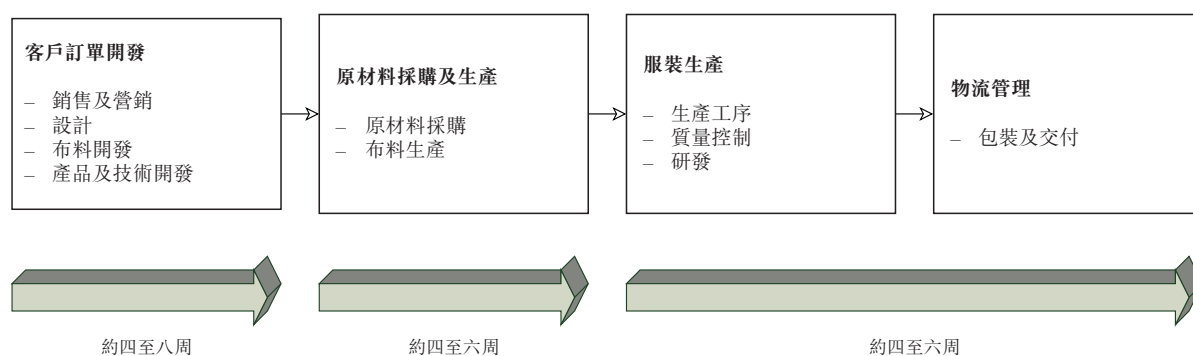 客戶訂單開發
– 銷售及營銷
– 設計
– 布料開發
– 產品及技術開發
原材料採購及生產
– 原材料採購
– 布料生產
服裝生產
– 生產工序
– 質量控制
– 研發
物流管理
– 包裝及交付
約四至八周
約四至六周
約四至六周